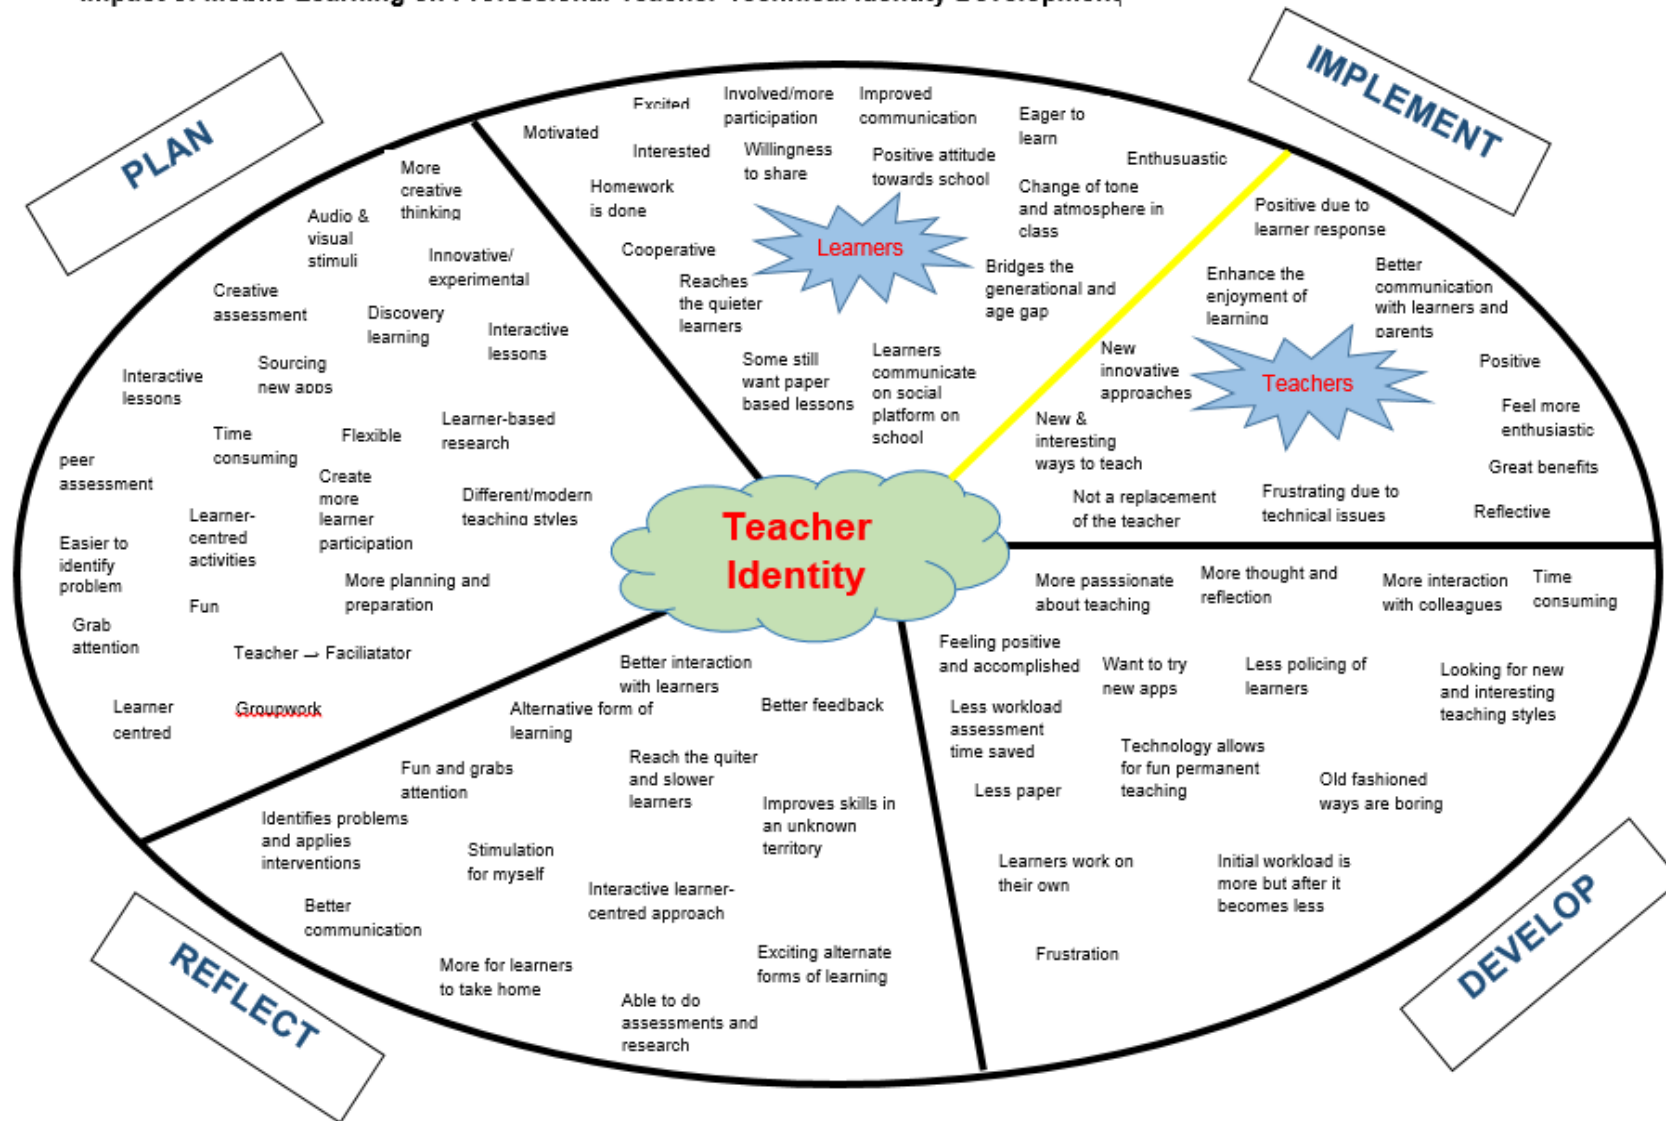 Impact of Mobile Learning on Professional Teacher Technical Identity Development
PLAN
More
creative
thinking
Audio &
visual
stimuli
Innovative/
experimental
Creative
assessment
Discovery
learning
Interactive
lessons
Sourcing
new apps
Interactive
lessons
Learner-based
research
Time
consuming
Flexible
peer
assessment
Create
more
learner
participation
Different/modern
teaching styles
Learner-
centred
activities
Easier to
identify
problem
More planning and
preparation
Fun
Grab
attention
Teacher → Faciliatator
Learner
centred
Groupwork
IMPLEMENT
Excited
Involved/more
participation
Improved
communication
Eager to
learn
Motivated
Interested
Willingness
to share
Positive attitude
towards school
Enthusuastic
Homework
is done
Change of tone
and atmosphere in
class
Learners
Cooperative
Reaches
the quieter
learners
Bridges the
generational and
age gap
Some still
want paper
based lessons
Learners
communicate
on social
platform on
school
Positive due to
learner response
Enhance the
enjoyment of
learning
Better
communication
with learners and
parents
New
innovative
approaches
Teachers
Positive
Feel more
enthusiastic
New &
interesting
ways to teach
Great benefits
Not a replacement
of the teacher
Frustrating due to
technical issues
Reflective
Teacher
Identity
More passsionate
about teaching
More thought and
reflection
More interaction
with colleagues
Time
consuming
Feeling positive
and accomplished
Want to try
new apps
Less policing of
learners
Looking for new
and interesting
teaching styles
Less workload
assessment
time saved
Technology allows
for fun permanent
teaching
Less paper
Old fashioned
ways are boring
Learners work on
their own
Initial workload is
more but after it
becomes less
Frustration
DEVELOP
Better interaction
with learners
Alternative form of
learning
Better feedback
Fun and grabs
attention
Reach the quiter
and slower
learners
Improves skills in
an unknown
territory
Identifies problems
and applies
interventions
Stimulation
for myself
Interactive learner-
centred approach
Better
communication
More for learners
to take home
Exciting alternate
forms of learning
Able to do
assessments and
research
REFLECT